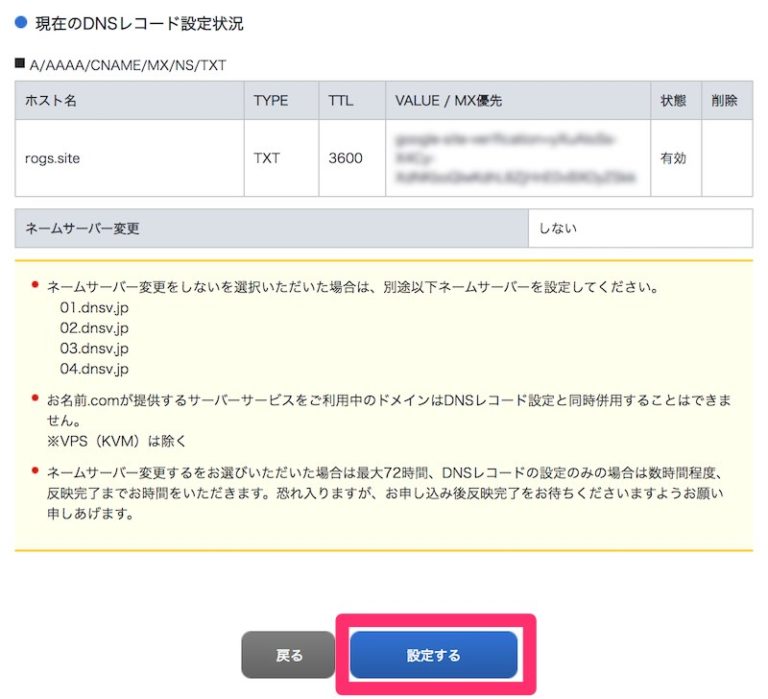 現在のDNSレコード設定状況
A/AAAA/CNAME/MX/NS/TXT
ホスト名 TYPE TTL VALUE / MX優先 状態 削除
rogs.site TXT 3600 有効
ネームサーバー変更 しない
ネームサーバー変更をしないを選択いただいた場合は、別途以下ネームサーバーを設定してください。
01.dnsv.jp
02.dnsv.jp
03.dnsv.jp
04.dnsv.jp
お名前.comが提供するサーバーサービスをご利用中のドメインはDNSレコード設定と同時併用することはできま
せん。
※VPS（KVM）は除く
ネームサーバー変更するをお選びいただいた場合は最大72時間、DNSレコードの設定のみの場合は数時間程度、
反映完了までお時間をいただきます。恐れ入りますが、お申し込み後反映完了をお待ちくださいますようお願い
申しあげます。
戻る 設定する